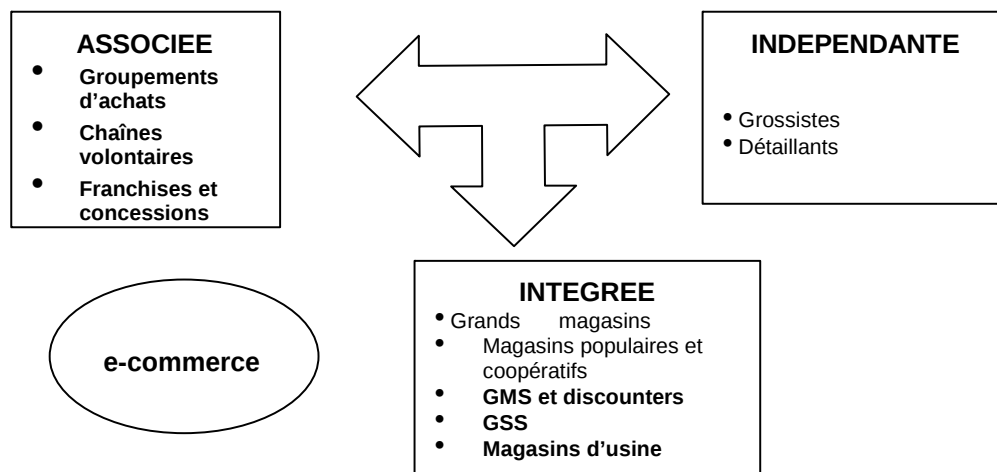 ASSOCIEE
• Groupements
d’achats
• Chaînes
volontaires
• Franchises et
concessions
INDEPENDANTE
• Grossistes
• Détaillants
INTÉGREE
• Grands magasins
• Magasins populaires et
coopératifs
• GMS et discounters
• GSS
• Magasins d’usine
e-commerce